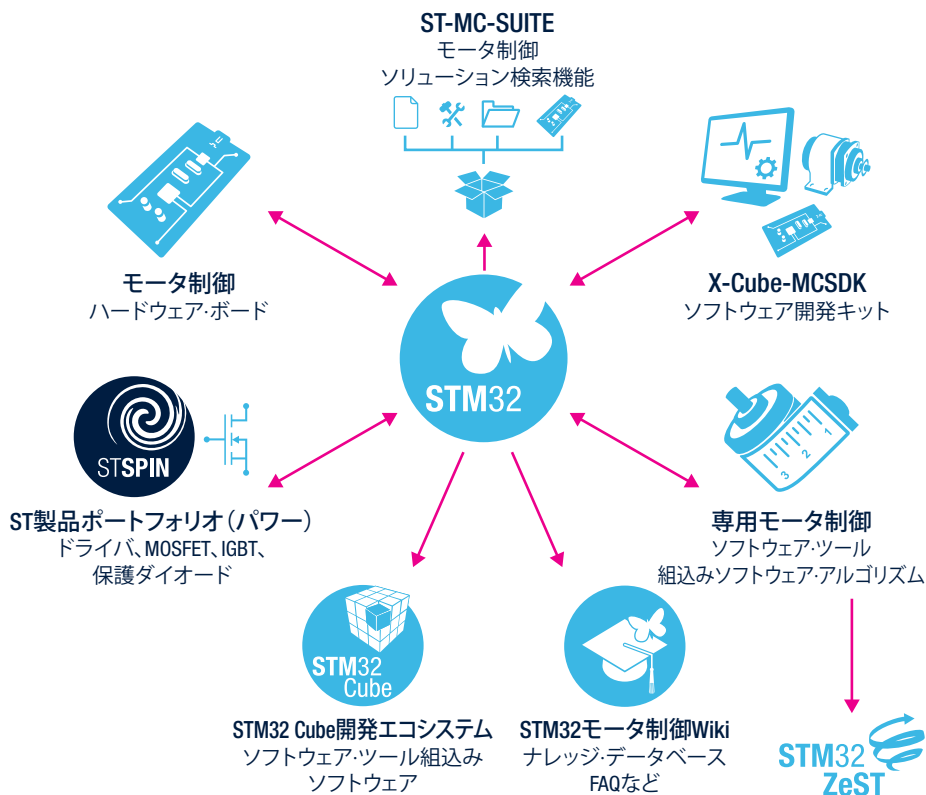 ST-MC-SUITE
モータ制御
ソリューション検索機能
モータ制御
ハードウェア・ボード
X-Cube-MCSDK
ソフトウェア開発キット
STM32
STSPIN
ST製品ポートフォリオ（パワー）
ドライバ、MOSFET、IGBT、
保護ダイオード
1
2
3
専用モータ制御
ソフトウェア・ツール
組込みソフトウェア・アルゴリズム
STM32
Cube
STM32 Cube開発エコシステム
ソフトウェア・ツール組込み
ソフトウェア
STM32モータ制御Wiki
ナレッジ・データベース
FAQなど
STM32
ZeST